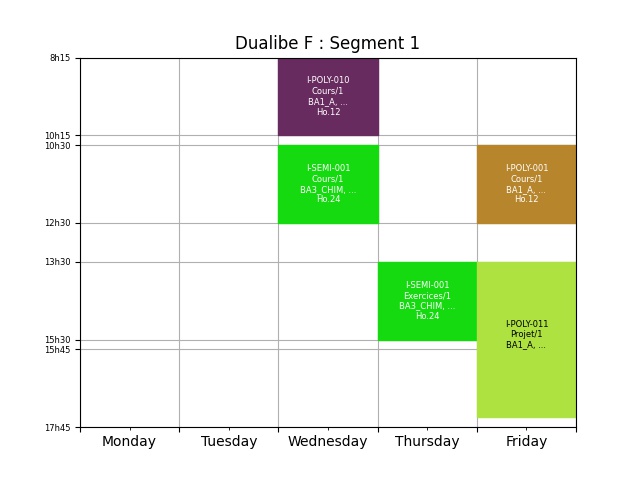 Dualibe F : Segment 1
8h15
10h15
10h30
12h30
13h30
15h30
15h45
17h45
I-POLY-010
Cours/1
BA1_A, ...
Ho.12
I-SEMI-001
Cours/1
BA3_CHIM, ...
Ho.24
I-SEMI-001
Exercices/1
BA3_CHIM, ...
Ho.24
I-POLY-001
Cours/1
BA1_A, ...
Ho.12
I-POLY-011
Projet/1
BA1_A, ...
Monday
Tuesday
Wednesday
Thursday
Friday